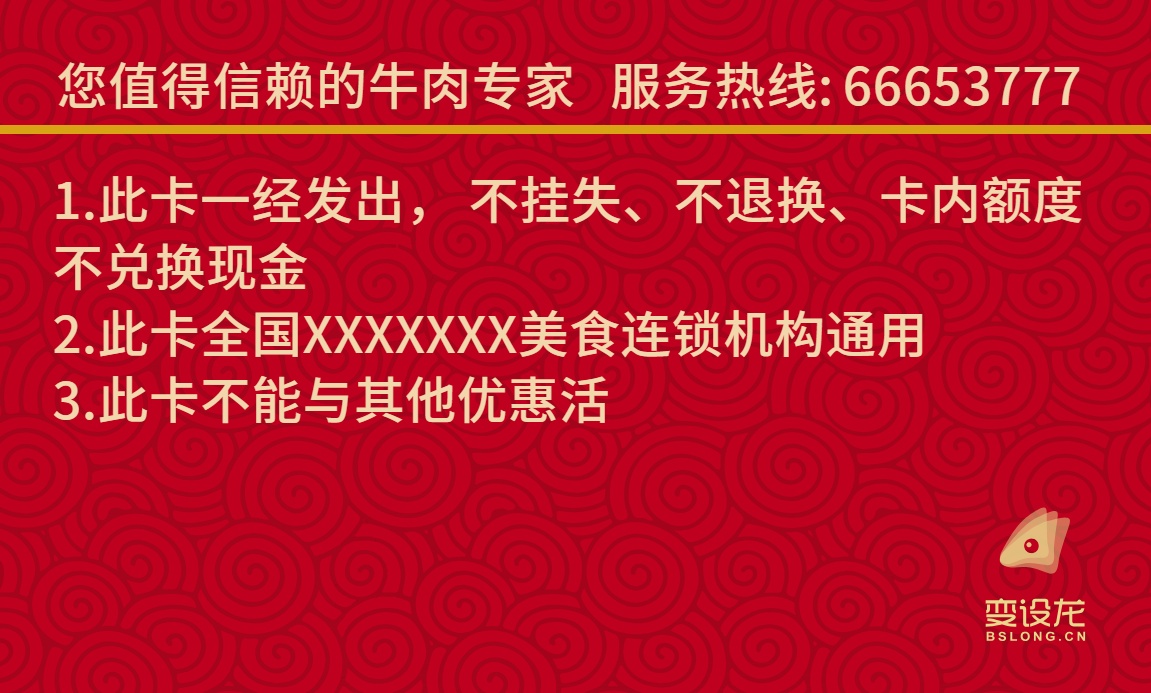 您值得信赖的牛肉专家 服务热线: 66653777
1.此卡一经发出， 不挂失、不退换、卡内额度
不兑换现金
2.此卡全国XXXXXXX美食连锁机构通用
3.此卡不能与其他优惠活
变设龙
BSLONG.CN